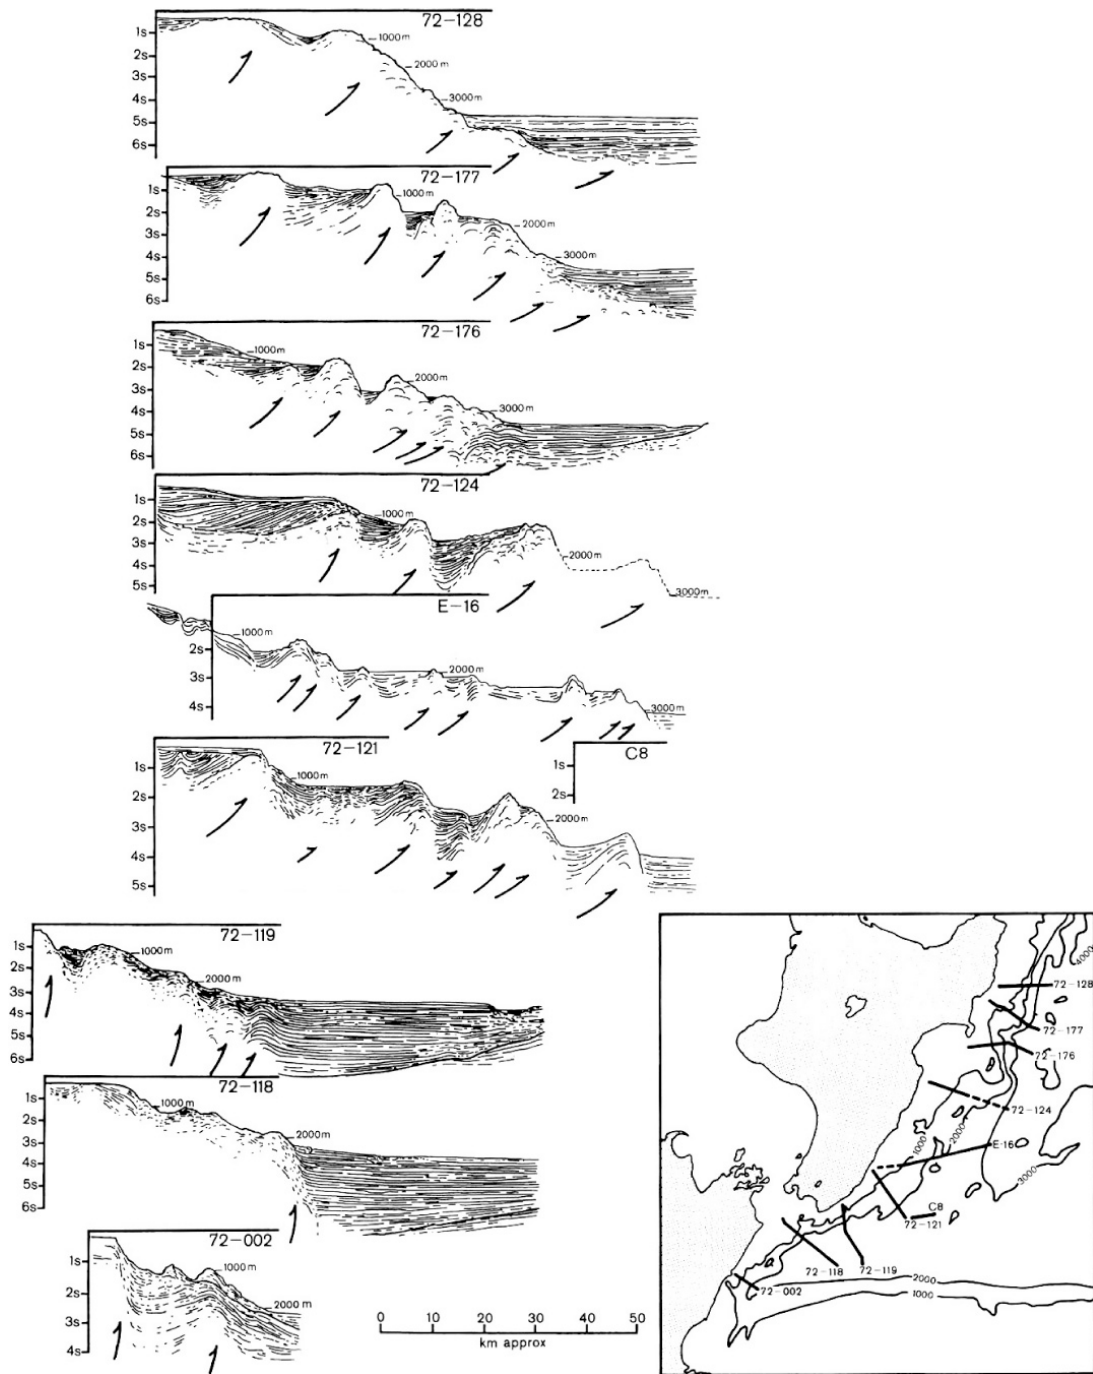 72-128
1s
2s
3s
4s
5s
6s
1000m
2000m
3000m
72-177
1s
2s
3s
4s
5s
6s
1000m
2000m
3000m
72-176
1s
2s
3s
4s
5s
6s
1000m
2000m
3000m
72-124
1s
2s
3s
4s
5s
1000m
2000m
3000m
E-16
2s
3s
4s
1000m
2000m
3000m
72-121
1s
2s
3s
4s
5s
1000m
2000m
C8
1s
2s
72-119
1s
2s
3s
4s
5s
6s
1000m
2000m
72-118
1s
2s
3s
4s
5s
6s
1000m
2000m
72-002
1s
2s
3s
4s
1000m
2000m
0 10 20 30 40 50
km approx
4000
72-128
72-177
72-176
72-124
1000
2000
E-16
3000
C8
72-121
72-118
72-119
72-002
2000
1000